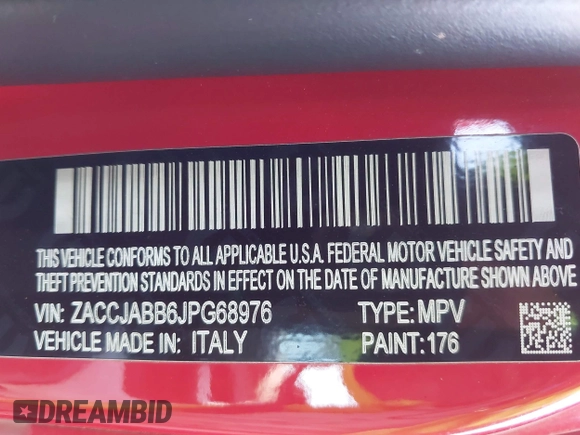 THIS VEHICLE CONFORMS TO ALL APPLICABLE U.S.A. FEDERAL MOTOR VEHICLE SAFETY AND
THEFT PREVENTION STANDARDS IN EFFECT ON THE DATE OF MANUFACTURE SHOWN ABOVE
VIN: ZACCJABB6JPG68976 TYPE: MPV
VEHICLE MADE IN: ITALY PAINT: 176
DREAMBID